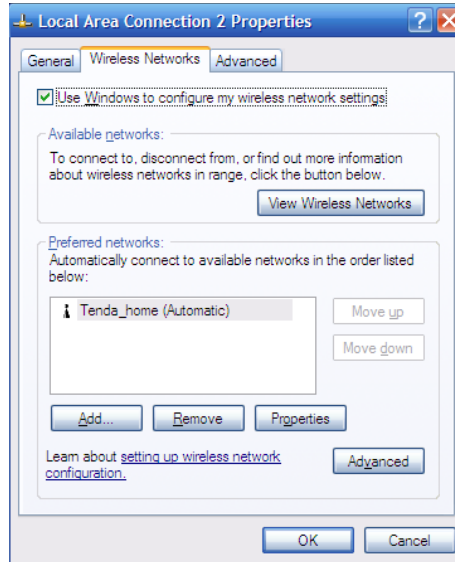 Local Area Connection 2 Properties
General
Wireless Networks
Advanced
Use Windows to configure my wireless network settings
Available networks:
To connect to, disconnect from, or find out more information
about wireless networks in range, click the button below.
View Wireless Networks
Preferred networks:
Automatically connect to available networks in the order listed
below:
Tenda_home (Automatic)
Move up
Move down
Add...
Remove
Properties
Learn about setting up wireless network
configuration.
Advanced
OK
Cancel